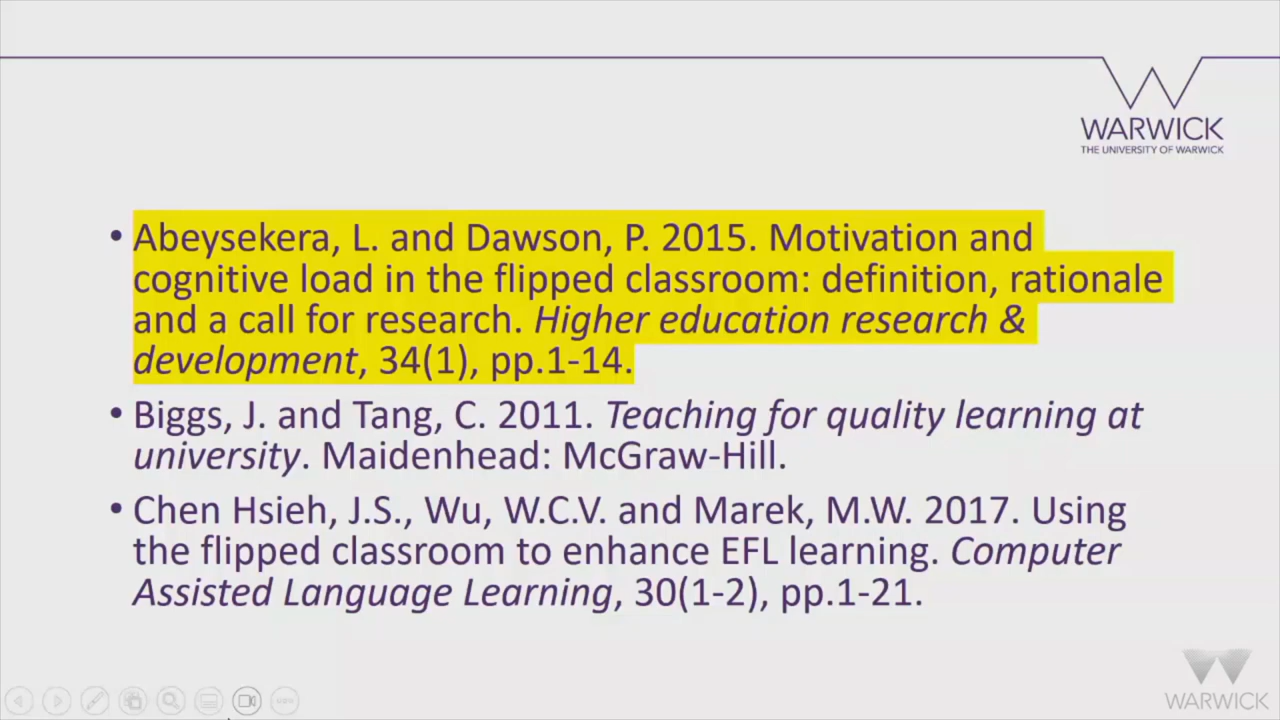 WARWICK
THE UNIVERSITY OF WARWICK
• Abeysekera, L. and Dawson, P. 2015. Motivation and
cognitive load in the flipped classroom: definition, rationale
and a call for research. Higher education research &
development, 34(1), pp.1-14.
• Biggs, J. and Tang, C. 2011. Teaching for quality learning at
university. Maidenhead: McGraw-Hill.
• Chen Hsieh, J.S., Wu, W.C.V. and Marek, M.W. 2017. Using
the flipped classroom to enhance EFL learning. Computer
Assisted Language Learning, 30(1-2), pp.1-21.
WARWICK